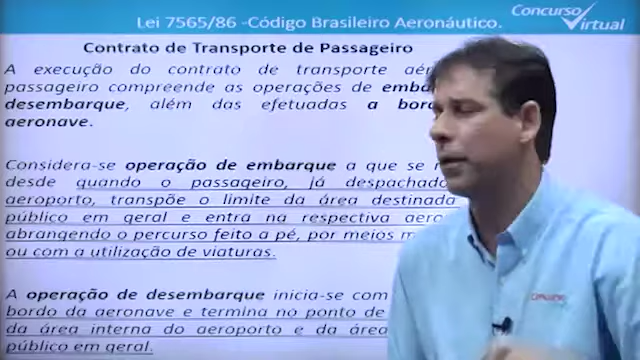 Lei 7565/86 -Código Brasileiro Aeronáutico.
Concurso Virtual
Contrato de Transporte de Passageiro
A execução do contrato de transporte
passageiro compreende as operações de
desembarque, além das efetuadas a
aeronave.
Considera-se operação de embarque a que se
desde quando o passageiro, já despachado
aeroporto, transpõe o limite da área destinada
público em geral e entra na respectiva
abrangendo o percurso feito a pé, por meios
ou com a utilização de viaturas.
A operação de desembarque inicia-se com
bordo da aeronave e termina no ponto de
da área interna do aeroporto e da área
público em geral.